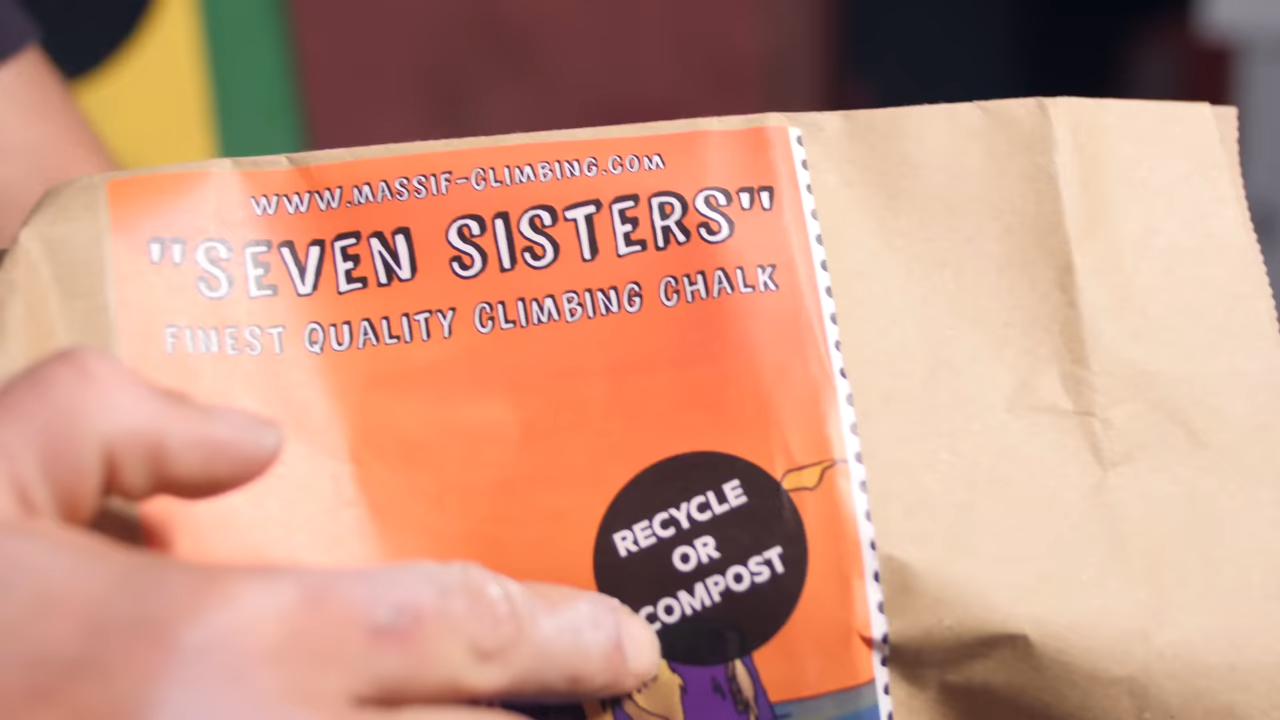 WWW.MASSIF-CLIMBING.COM
"SEVEN SISTERS"
FINEST QUALITY CLIMBING CHALK
RECYCLE
OR
COMPOST